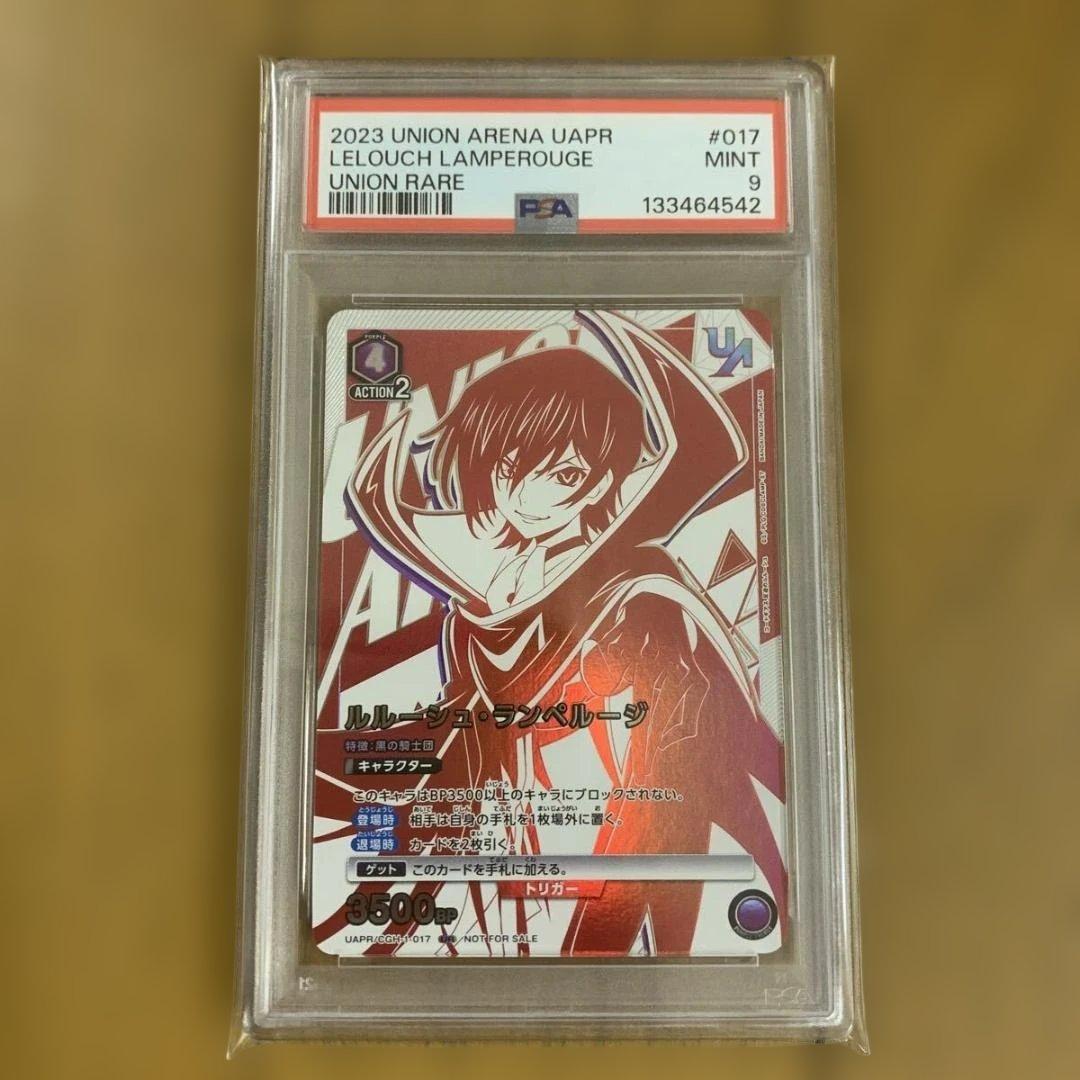 2023 UNION ARENA UAPR #017
LELOUCH LAMPEROUGE MINT
UNION RARE 9
PSA 133464542
PURPLE
4
ACTION2
UA
UNION
ルルーシュ・ランペルージ
特徴:黒の騎士団
キャラクター
このキャラはBP3500以上のキャラにブロックされない。
登場時 相手は自身の手札を1枚場外に置く。
退場時 カードを2枚引く。
ゲット このカードを手札に加える。
トリガー
3500BP
UAPR/CGH-1-017 UR / NOT FOR SALE
PSA